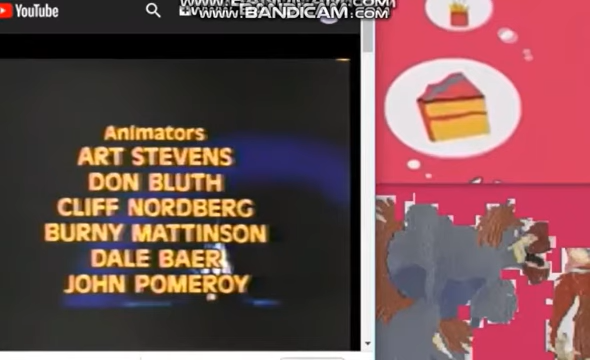 YouTube
www.BANDICAM.com
Animators
ART STEVENS
DON BLUTH
CLIFF NORDBERG
BURNY MATTINSON
DALE BAER
JOHN POMEROY